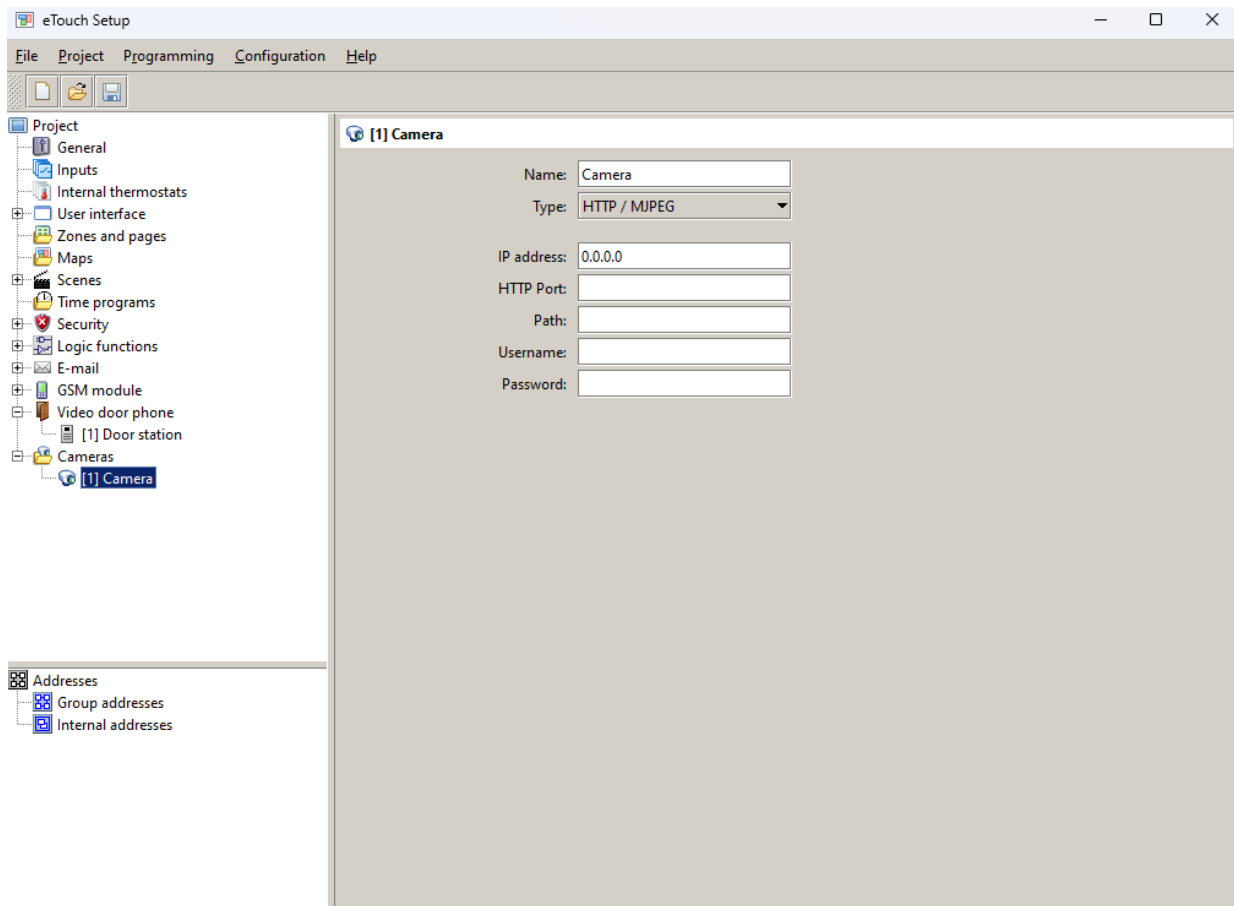 eTouch Setup
File Project Programming Configuration Help
Project
General
Inputs
Internal thermostats
User interface
Zones and pages
Maps
Scenes
Time programs
Security
Logic functions
E-mail
GSM module
Video door phone
[1] Door station
Cameras
[1] Camera
Addresses
Group addresses
Internal addresses
[1] Camera
Name: Camera
Type: HTTP / MJPEG
IP address: 0.0.0.0
HTTP Port:
Path:
Username:
Password: